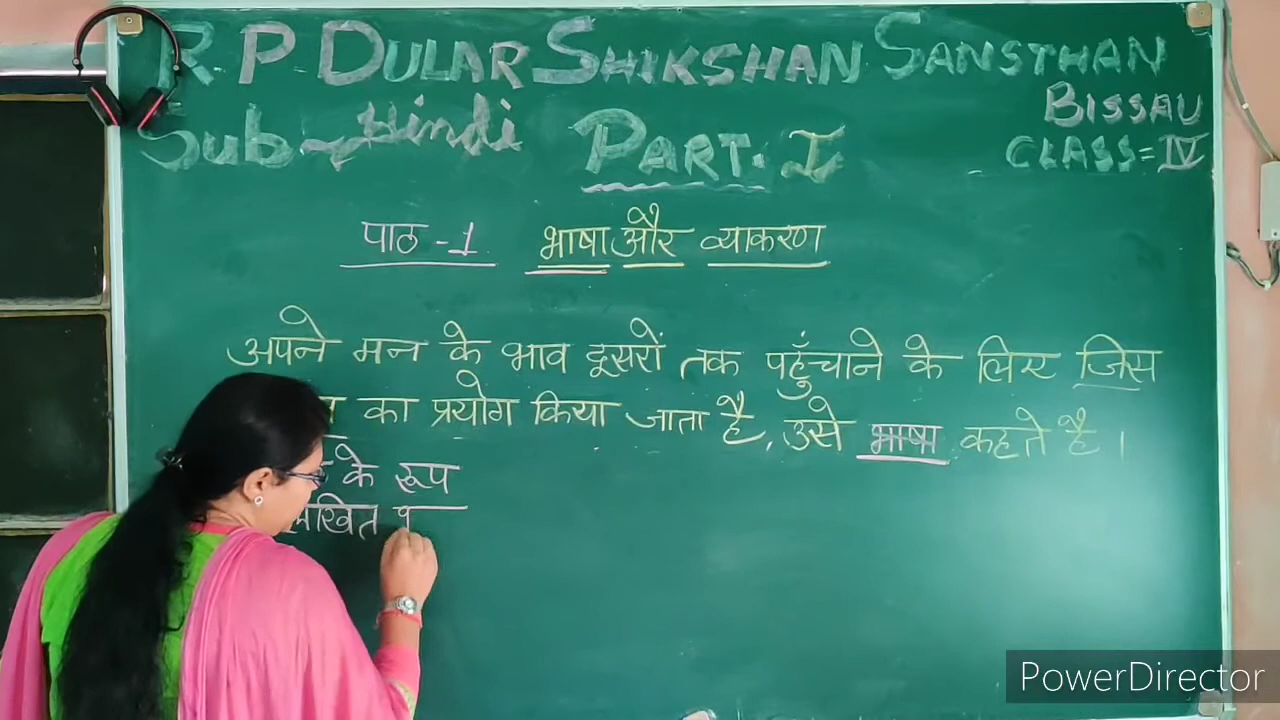 R. P. DULAR SHIKSHAN SANSTHAN
BISSAU
Sub - Hindi PART. I CLASS = IV
पाठ -1 भाषा और व्याकरण
अपने मन के भाव दूसरों तक पहुँचाने के लिए जिस
का प्रयोग किया जाता है, उसे भाषा कहते है ।
के रूप
PowerDirector